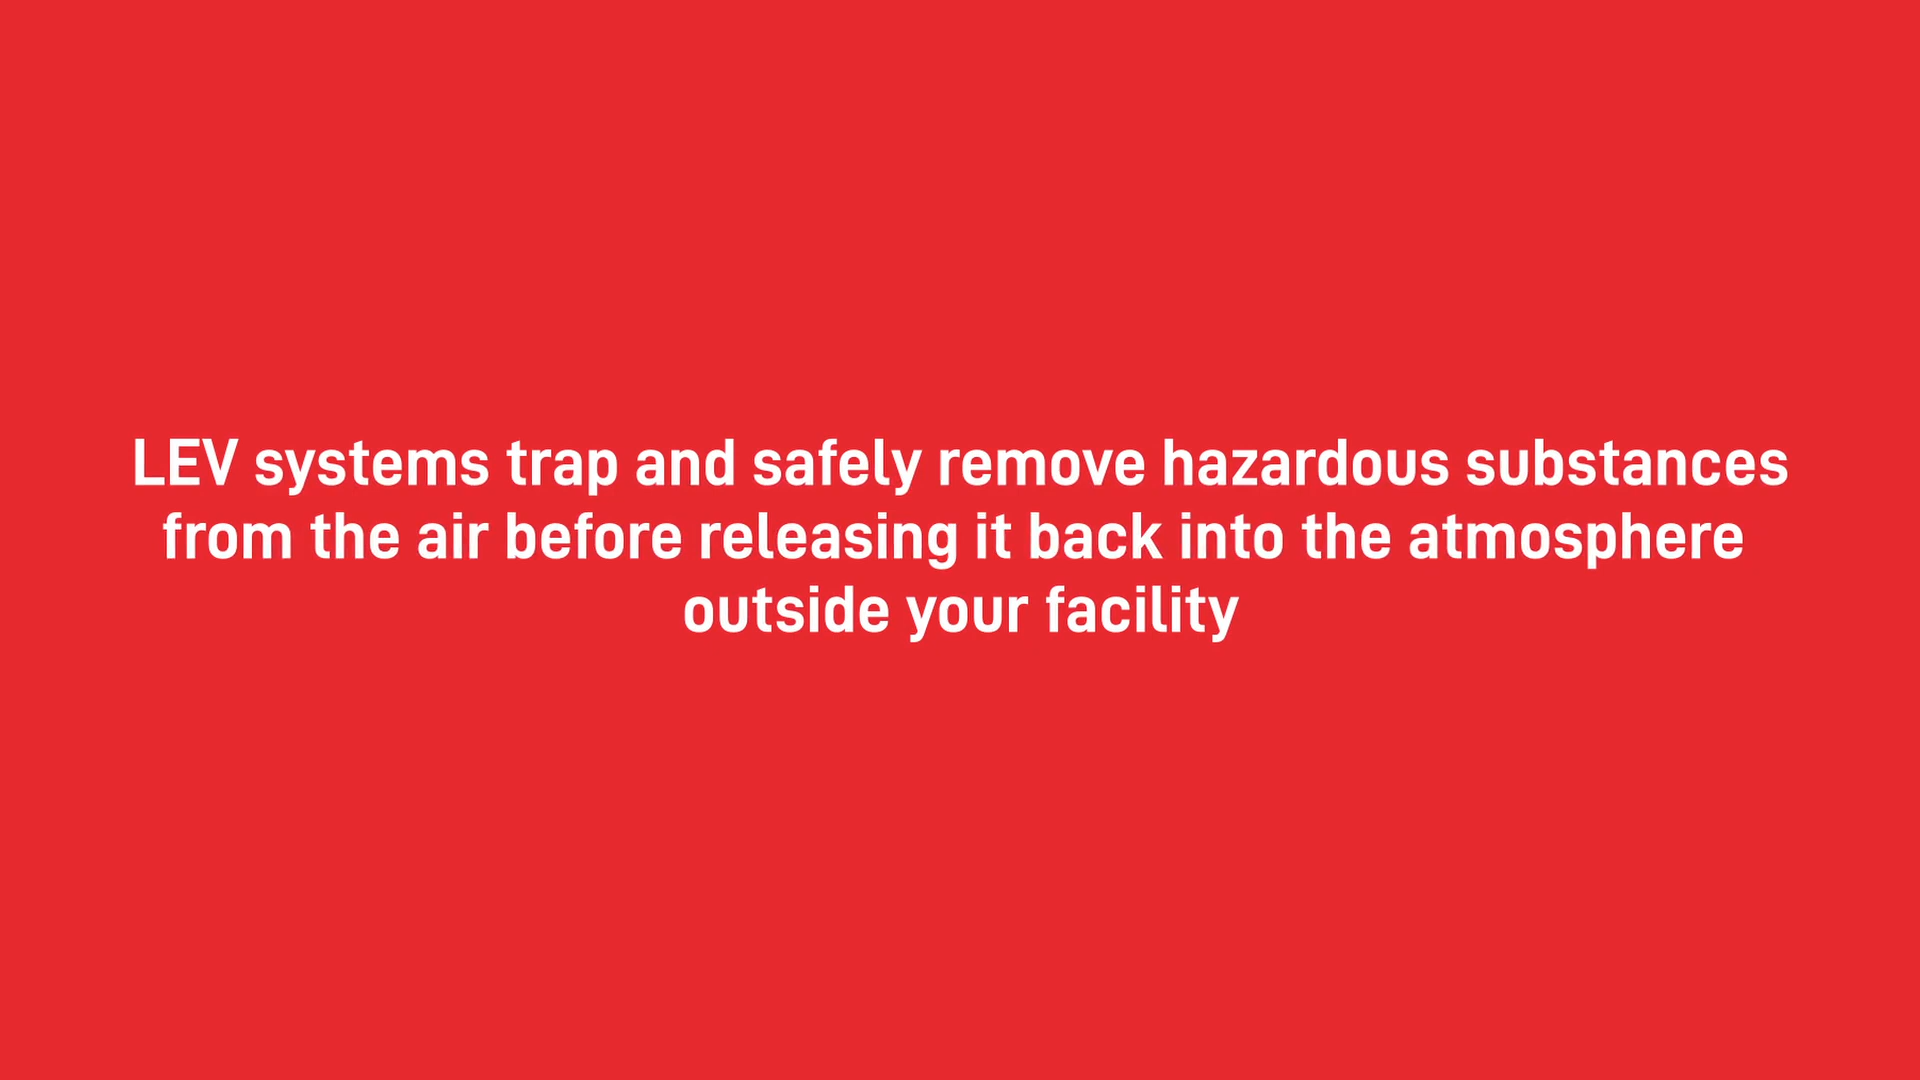 LEV systems trap and safely remove hazardous substances
from the air before releasing it back into the atmosphere
outside your facility